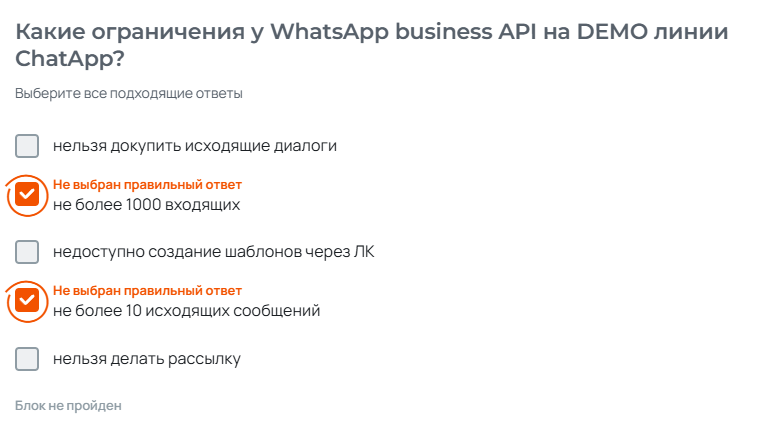 Какие ограничения у WhatsApp business API на DEMO линии
ChatApp?
Выберите все подходящие ответы
нельзя докупить исходящие диалоги
Не выбран правильный ответ
не более 1000 входящих
недоступно создание шаблонов через ЛК
Не выбран правильный ответ
не более 10 исходящих сообщений
нельзя делать рассылку
Блок не пройден